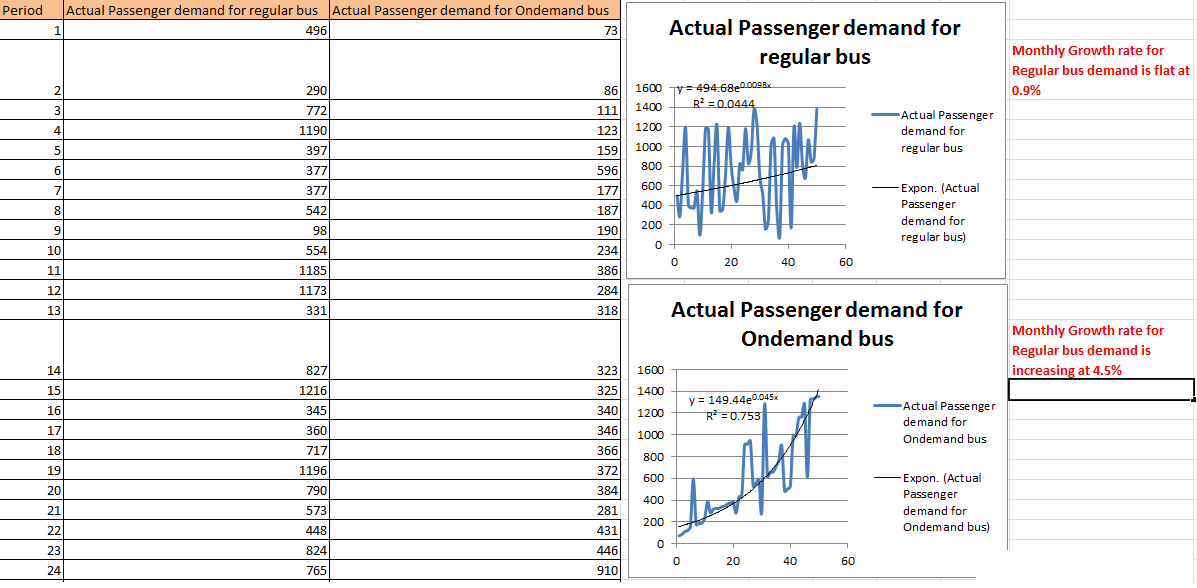 Period Actual Passenger demand for regular bus Actual Passenger demand for Ondemand bus
1 496 73
2 290 86
3 772 111
4 1190 123
5 397 159
6 377 596
7 377 177
8 542 187
9 98 190
10 554 234
11 1185 386
12 1173 284
13 331 318
14 827 323
15 1216 325
16 345 340
17 360 346
18 717 366
19 1196 372
20 790 384
21 573 281
22 448 431
23 824 446
24 765 910
Actual Passenger demand for
regular bus
y = 494.68e0.0098x
R² = 0.0444
1600
1400
1200
1000
800
600
400
200
0
0 20 40 60
Actual Passenger
demand for
regular bus
Expon. (Actual
Passenger
demand for
regular bus)
Monthly Growth rate for
Regular bus demand is flat at
0.9%
Actual Passenger demand for
Ondemand bus
y = 149.44e0.045x
R² = 0.753
1600
1400
1200
1000
800
600
400
200
0
0 20 40 60
Actual Passenger
demand for
Ondemand bus
Expon. (Actual
Passenger
demand for
Ondemand bus)
Monthly Growth rate for
Regular bus demand is
increasing at 4.5%